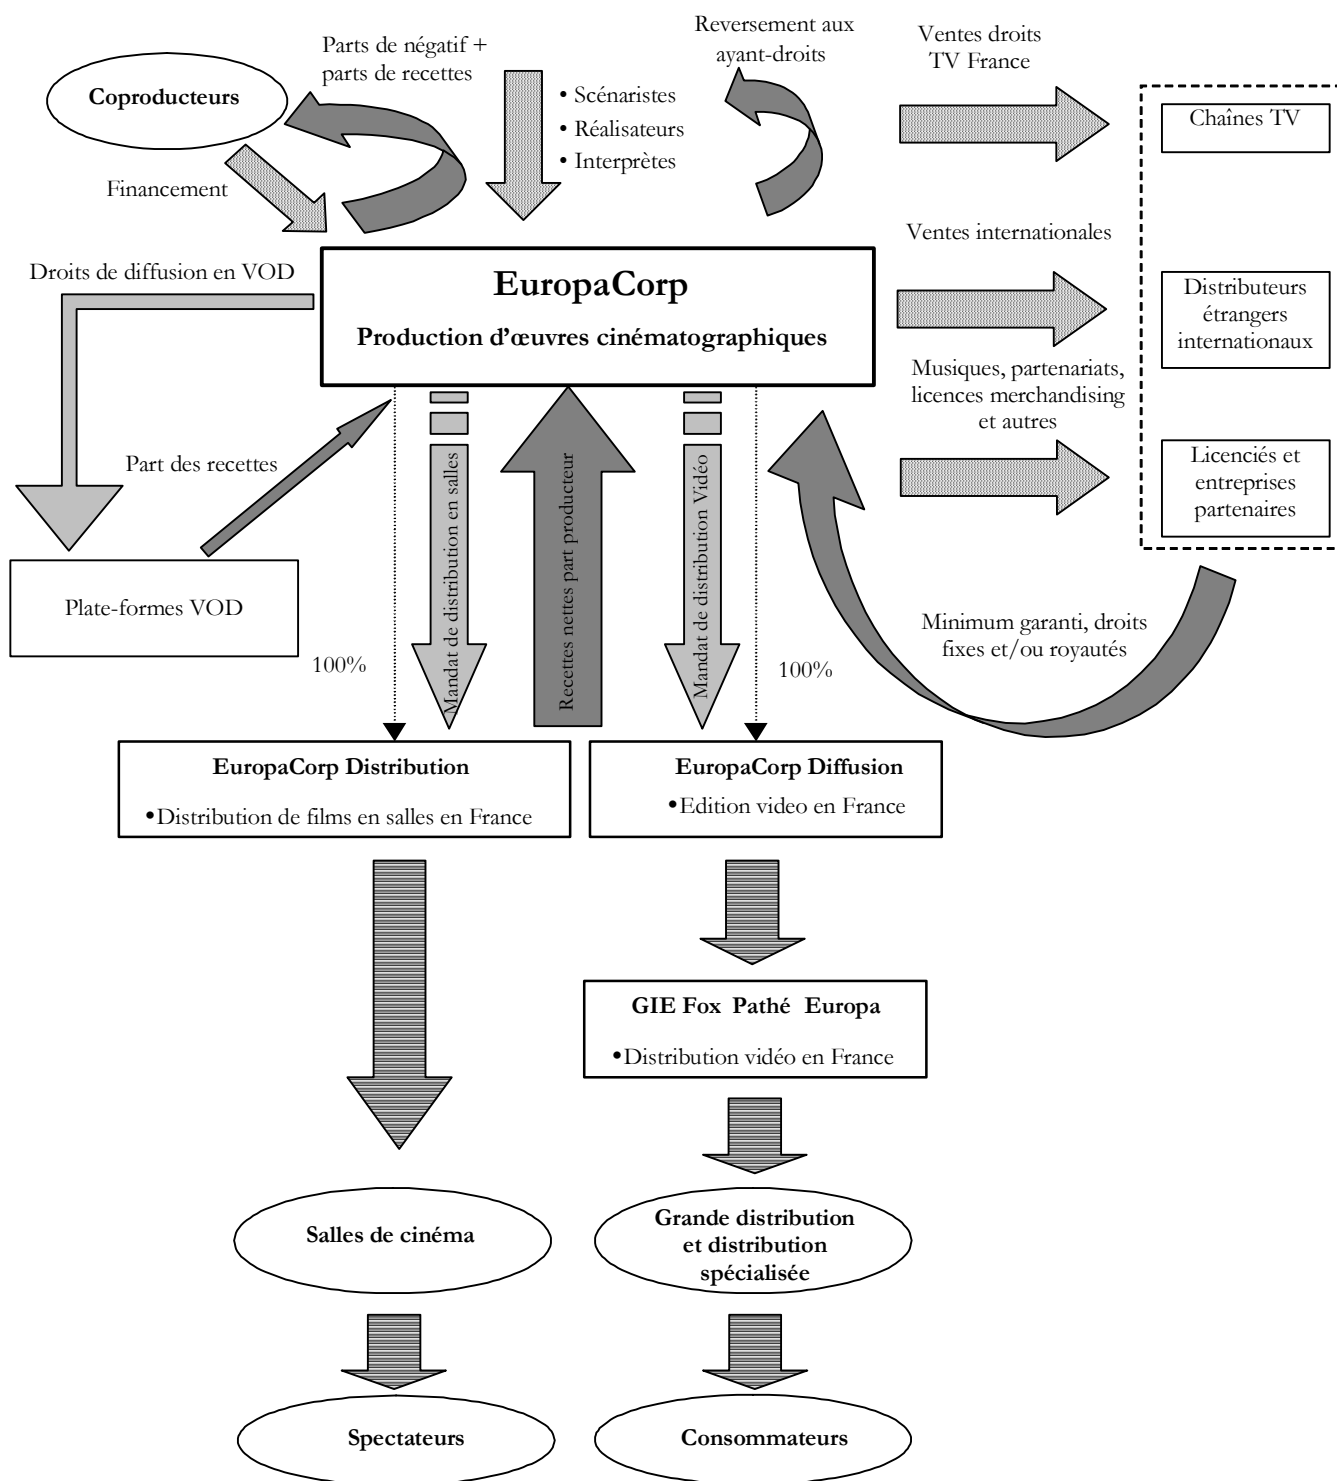 Parts de négatif +
parts de recettes
Reversement aux
ayant-droits
Ventes droits
TV France
Coproducteurs
• Scénaristes
• Réalisateurs
• Interprètes
Chaînes TV
Financement
Ventes internationales
Droits de diffusion en VOD
EuropaCorp
Production d'œuvres cinématographiques
Distributeurs
étrangers
internationaux
Musiques, partenariats,
licences merchandising
et autres
Part des recettes
Licenciés et
entreprises
partenaires
Mandat de distribution en salles
Recettes nettes part producteur
Mandat de distribution Vidéo
Plate-formes VOD
Minimum garanti, droits
fixes et/ou royautés
100%
100%
EuropaCorp Distribution
•Distribution de films en salles en France
EuropaCorp Diffusion
•Edition video en France
GIE Fox Pathé Europa
•Distribution vidéo en France
Salles de cinéma
Grande distribution
et distribution
spécialisée
Spectateurs
Consommateurs